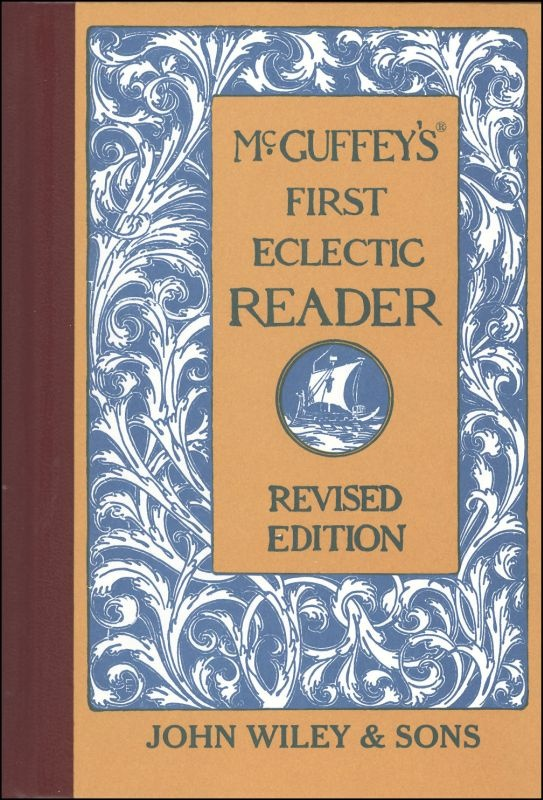 McGUFFEY'S®
FIRST
ECLECTIC
READER
REVISED
EDITION
JOHN WILEY & SONS